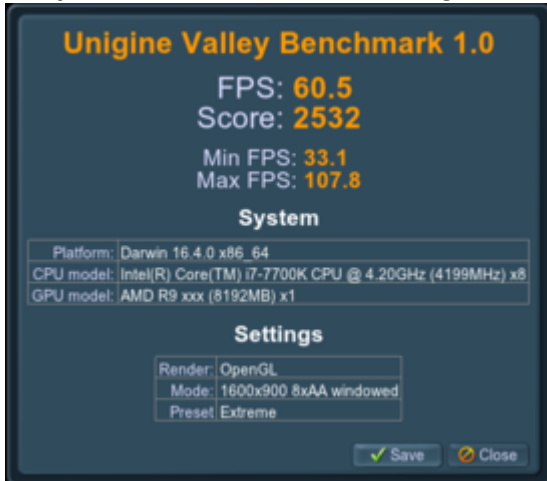 Unigine Valley Benchmark 1.0
FPS: 60.5
Score: 2532
Min FPS: 33.1
Max FPS: 107.8
System
Platform: Darwin 16.4.0 x86_64
CPU model: Intel(R) Core(TM) i7-7700K CPU @ 4.20GHz (4199MHz) x8
GPU model: AMD R9 xxx (8192MB) x1
Settings
Render: OpenGL
Mode: 1600x900 8xAA windowed
Preset Extreme
Save Close